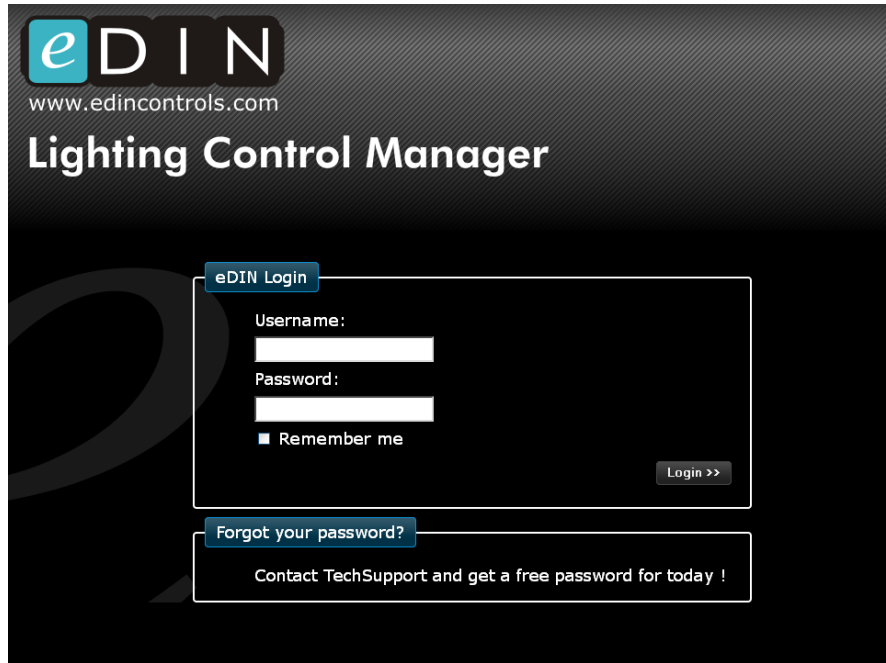 eDIN
www.edincontrols.com
Lighting Control Manager
eDIN Login
Username:
Password:
Remember me
Login >>
Forgot your password?
Contact TechSupport and get a free password for today !